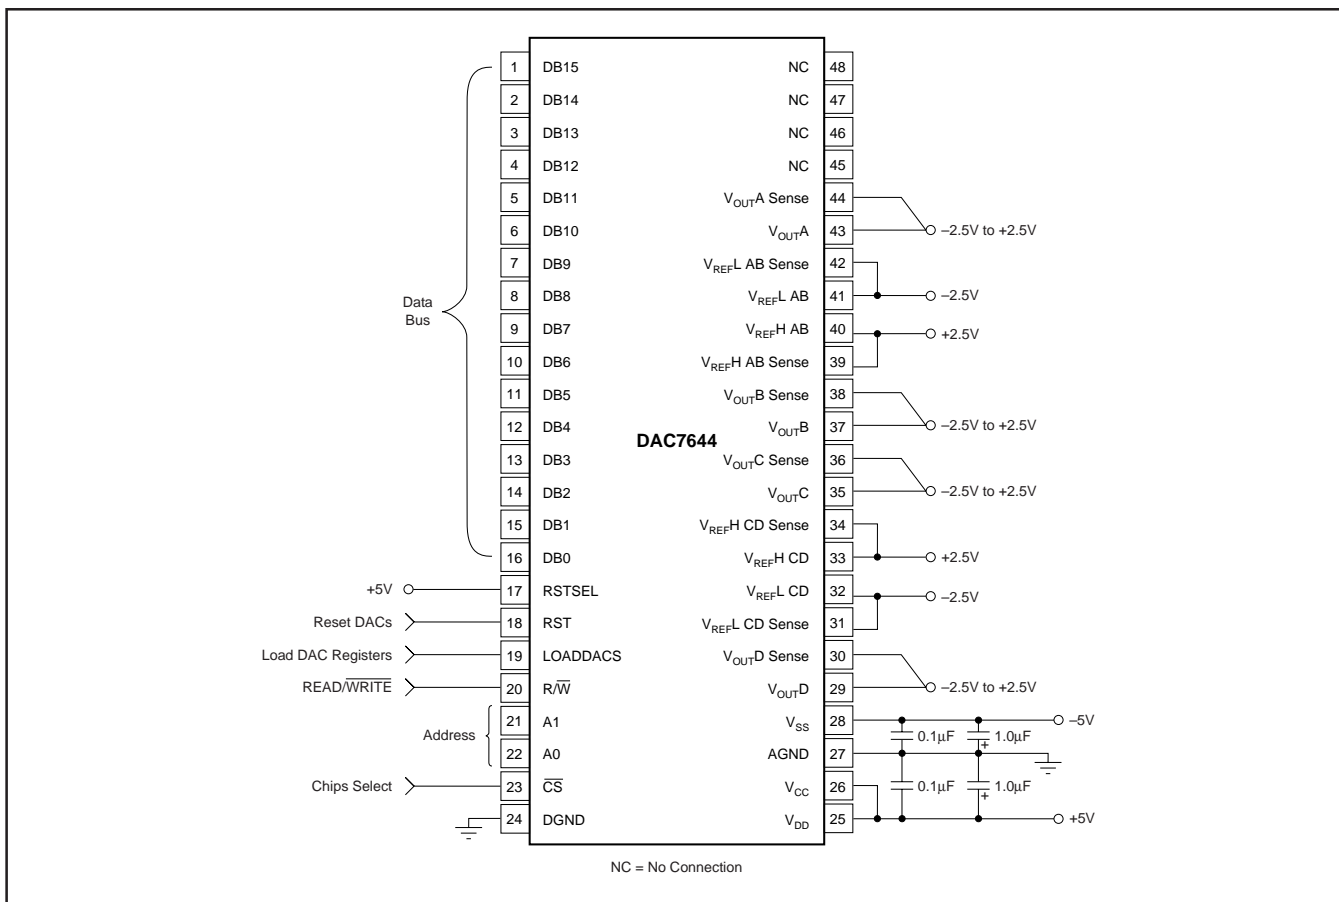 1 DB15 NC 48
2 DB14 NC 47
3 DB13 NC 46
4 DB12 NC 45
5 DB11 VOUTA Sense 44
6 DB10 VOUTA 43 –2.5V to +2.5V
7 DB9 VREFL AB Sense 42
8 DB8 VREFL AB 41 –2.5V
Data
Bus
9 DB7 VREFH AB 40 +2.5V
10 DB6 VREFH AB Sense 39
11 DB5 VOUTB Sense 38
12 DB4 VOUTB 37 –2.5V to +2.5V
DAC7644
13 DB3 VOUTC Sense 36
14 DB2 VOUTC 35 –2.5V to +2.5V
15 DB1 VREFH CD Sense 34
16 DB0 VREFH CD 33 +2.5V
+5V 17 RSTSEL VREFL CD 32 –2.5V
Reset DACs 18 RST VREFL CD Sense 31
Load DAC Registers 19 LOADDACS VOUTD Sense 30
READ/WRITE 20 R/W VOUTD 29 –2.5V to +2.5V
21 A1 VSS 28 –5V
Address
0.1µF 1.0µF +
22 A0 AGND 27
Chips Select 23 CS VCC 26 0.1µF 1.0µF +
24 DGND VDD 25 +5V
NC = No Connection